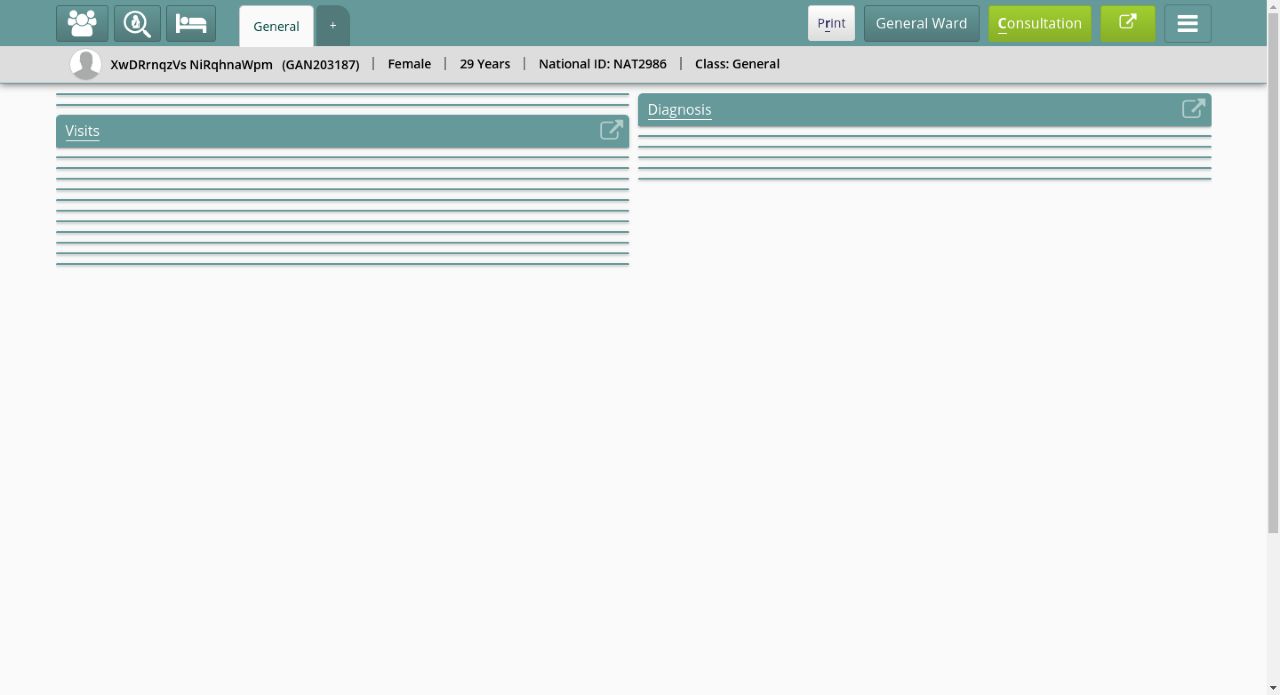 General
+
Print
General Ward
Consultation
XwDRrnqzVs NiRqhnaWpm (GAN203187) | Female | 29 Years | National ID: NAT2986 | Class: General
Visits
Diagnosis